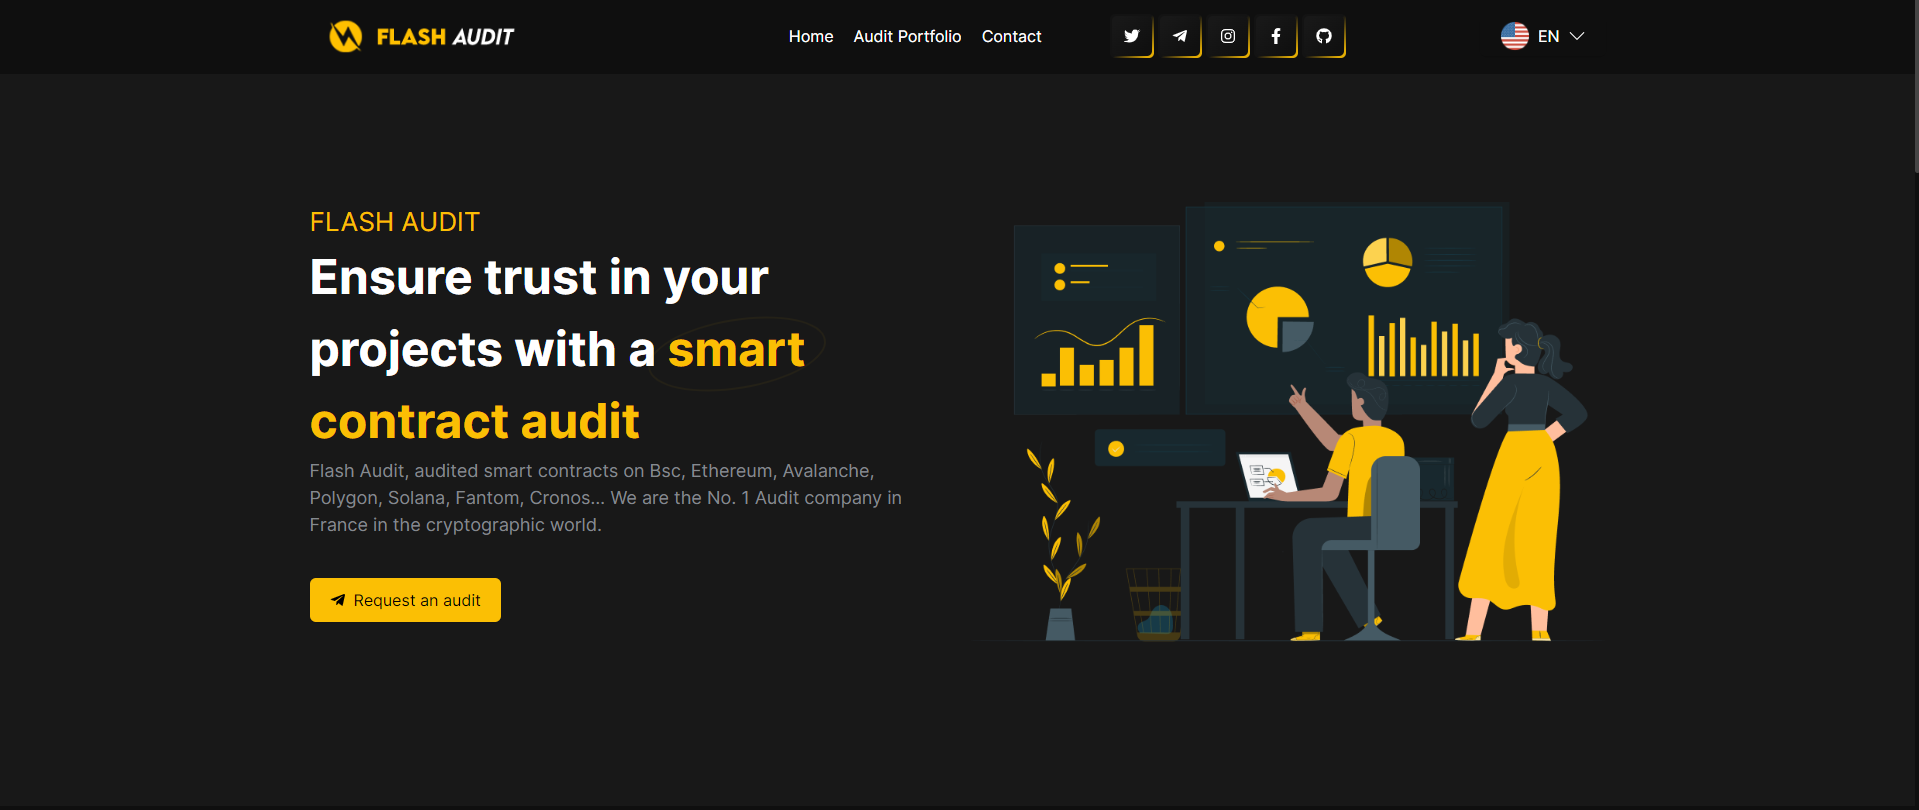 FLASH AUDIT
Home Audit Portfolio Contact
EN
FLASH AUDIT
Ensure trust in your
projects with a smart
contract audit
Flash Audit, audited smart contracts on Bsc, Ethereum, Avalanche,
Polygon, Solana, Fantom, Cronos... We are the No. 1 Audit company in
France in the cryptographic world.
Request an audit